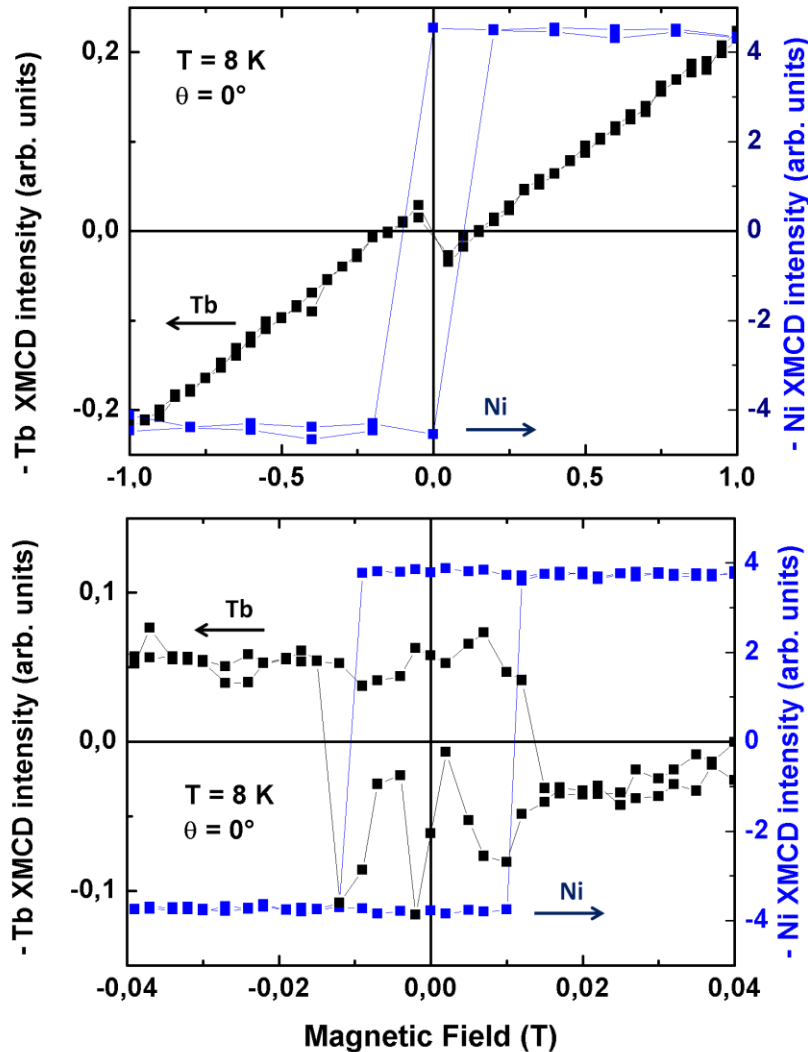 - Tb XMCD intensity (arb. units)
0,2
0,0
-0,2
T = 8 K
θ = 0°
Tb
Ni
4
2
0
-2
-4
- Ni XMCD intensity (arb. units)
-1,0
-0,5
0,0
0,5
1,0
- Tb XMCD intensity (arb. units)
0,1
0,0
-0,1
Tb
T = 8 K
θ = 0°
Ni
4
2
0
-2
-4
- Ni XMCD intensity (arb. units)
-0,04
-0,02
0,00
0,02
0,04
Magnetic Field (T)